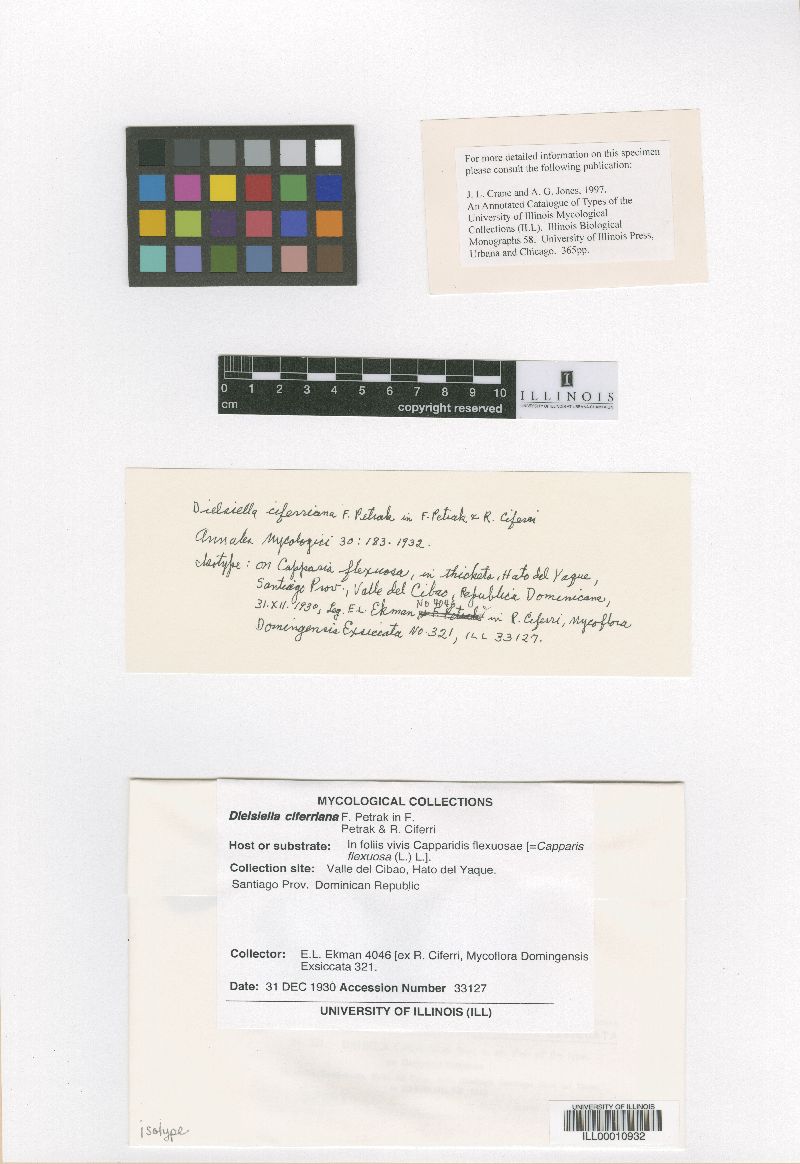 For more detailed information on this specimen
please consult the following publication:
J. L. Crane and A. G. Jones, 1997.
An Annotated Catalogue of Types of the
University of Illinois Mycological
Collections (ILL). Illinois Biological
Monographs 58. University of Illinois Press,
Urbana and Chicago. 365pp.
0 1 2 3 4 5 6 7 8 9 10
cm
copyright reserved
I
ILLINOIS
UNIVERSITY OF ILLINOIS AT URBANA-CHAMPAIGN
Dielsiella ciferriana F. Petrak in F. Petrak & R. Ciferri
Annales Mycologici 30: 183. 1932.
Isotype: on Capparis flexuosa, in thickets, Hato del Yaque,
Santiago Prov., Valle del Cibao, Republica Dominicana,
31.XII.1930, Leg. E.L. Ekman No 4046 in R. Ciferri, Mycoflora
Domingensis Exsiccata No. 321, ILL 33127.
MYCOLOGICAL COLLECTIONS
Dielsiella ciferriana F. Petrak in F.
Petrak & R. Ciferri
Host or substrate: In foliis vivis Capparidis flexuosae [=Capparis
flexuosa (L.) L.].
Collection site: Valle del Cibao, Hato del Yaque.
Santiago Prov. Dominican Republic
Collector: E.L. Ekman 4046 [ex R. Ciferri, Mycoflora Domingensis
Exsiccata 321.
Date: 31 DEC 1930 Accession Number 33127
UNIVERSITY OF ILLINOIS (ILL)
isotype
UNIVERSITY OF ILLINOIS
ILL00010932